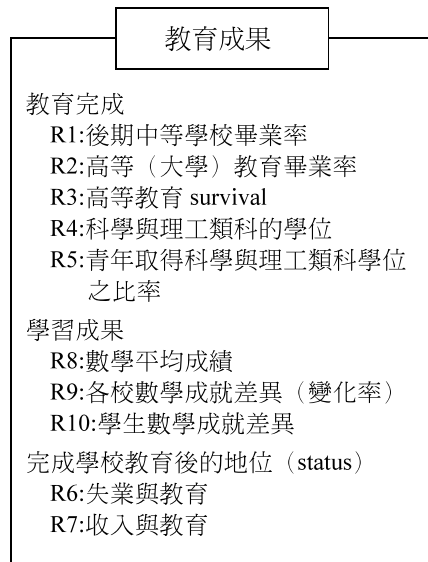 教育成果
教育完成
R1:後期中等學校畢業率
R2:高等（大學）教育畢業率
R3:高等教育 survival
R4:科學與理工類科的學位
R5:青年取得科學與理工類科學位
之比率
學習成果
R8:數學平均成績
R9:各校數學成就差異（變化率）
R10:學生數學成就差異
完成學校教育後的地位（status）
R6:失業與教育
R7:收入與教育